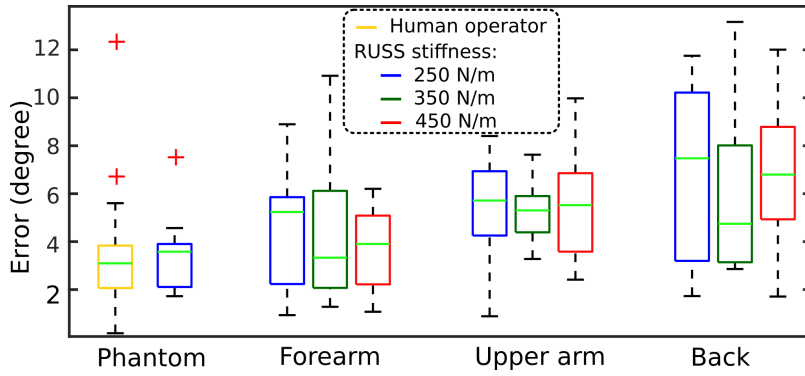 Error (degree)
12
10
8
6
4
2
Human operator
RUSS stiffness:
250 N/m
350 N/m
450 N/m
Phantom
Forearm
Upper arm
Back